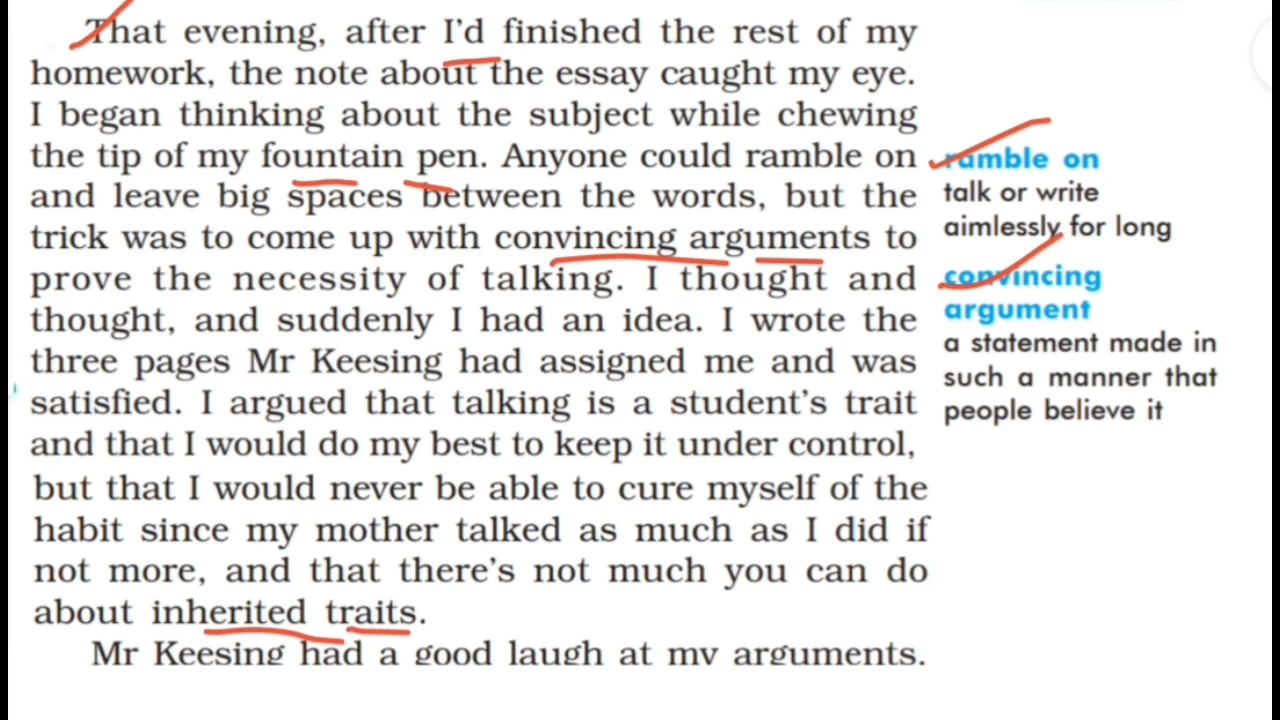 That evening, after I'd finished the rest of my
homework, the note about the essay caught my eye.
I began thinking about the subject while chewing
the tip of my fountain pen. Anyone could ramble on
and leave big spaces between the words, but the
trick was to come up with convincing arguments to
prove the necessity of talking. I thought and
thought, and suddenly I had an idea. I wrote the
three pages Mr Keesing had assigned me and was
satisfied. I argued that talking is a student's trait
and that I would do my best to keep it under control,
but that I would never be able to cure myself of the
habit since my mother talked as much as I did if
not more, and that there's not much you can do
about inherited traits.
Mr Keesing had a good laugh at my arguments.
ramble on
talk or write
aimlessly for long
convincing
argument
a statement made in
such a manner that
people believe it